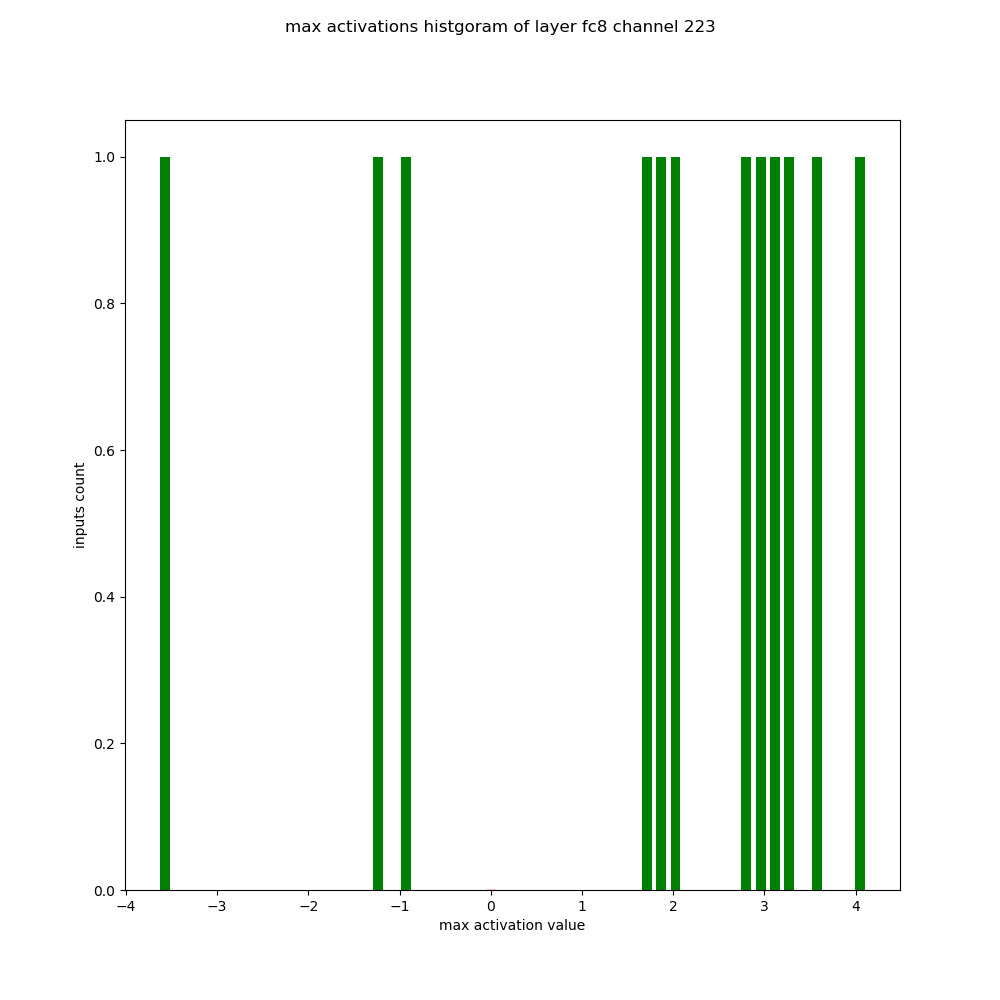 max activations histgoram of layer fc8 channel 223
1.0
0.8
0.6
0.4
0.2
0.0
inputs count
−4 −3 −2 −1 0 1 2 3 4
max activation value